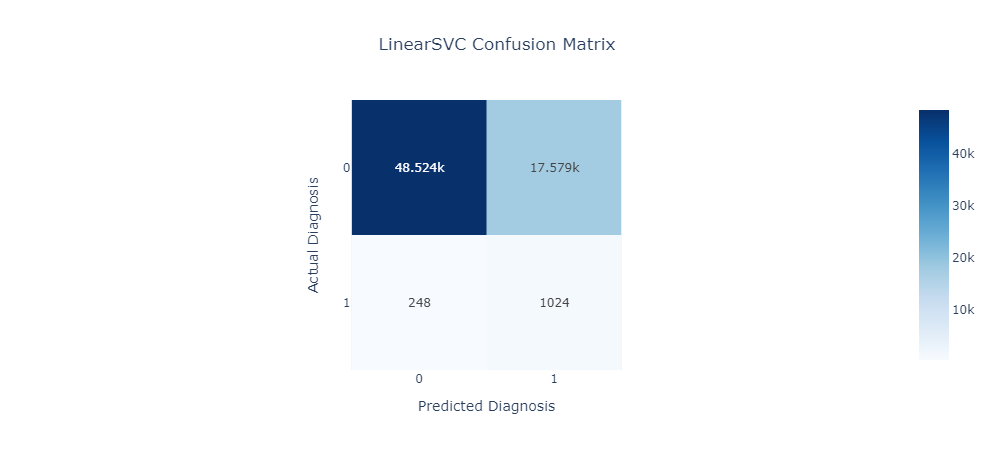 LinearSVC Confusion Matrix
Actual Diagnosis
0
48.524k
17.579k
1
248
1024
0
1
Predicted Diagnosis
40k
30k
20k
10k